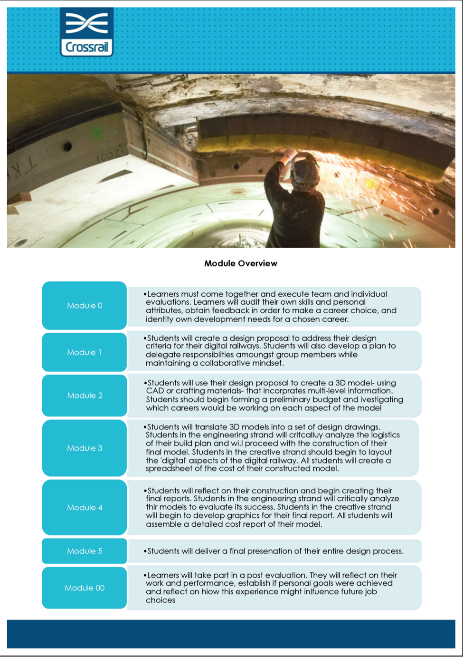 Crossrail
Module Overview
Module 0
•Learners must come together and execute team and individual
evaluations. Learners will audit their own skills and personal
attributes, obtain feedback in order to make a career choice, and
identify own development needs for a chosen career.
Module 1
•Students will create a design proposal to address their design
criteria for their digital railways. Students will also develop a plan to
delegate responsiblities amoungst group members while
maintaining a collaborative mindset.
Module 2
•Students will use their design proposal to create a 3D model- using
CAD or crafting materials- that incorprates multi-level information.
Students should begin forming a preliminary budget and ivestigating
which careers would be working on each aspect of the model
Module 3
•Students will translate 3D models into a set of design drawings.
Students in the engineering strand will critcalluy analyze the logistics
of their build plan and wi.l proceed with the construction of their
final model. Students in the creative strand should begin to layout
the 'digital' aspects of the digital railway. All students will create a
spreadsheet of the cost of their constructed model.
Module 4
•Students will reflect on their construction and begin creating their
final reports. Students in the engineering strand will critically analyze
thir models to evaluate its success. Students in the creative strand
will begin to develop graphics for their final report. All students will
assemble a detailed cost report of their model.
Module 5
•Students will deliver a final presenation of their entire design process.
Module 00
•Learners will take part in a post evaluation. They will reflect on their
work and performance, establish if personal goals were achieved
and reflect on how this experience might influence future job
choices